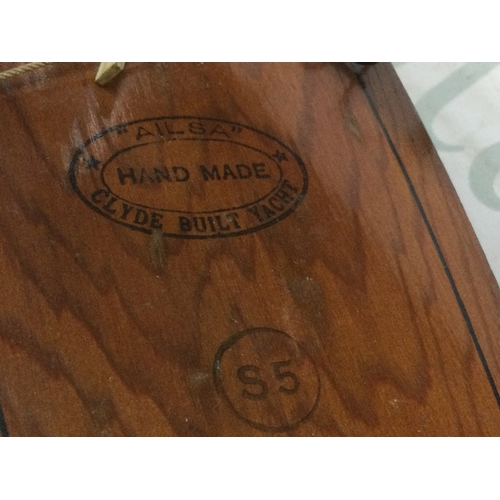 "AILSA"
HAND MADE
CLYDE BUILT YACHT
S5